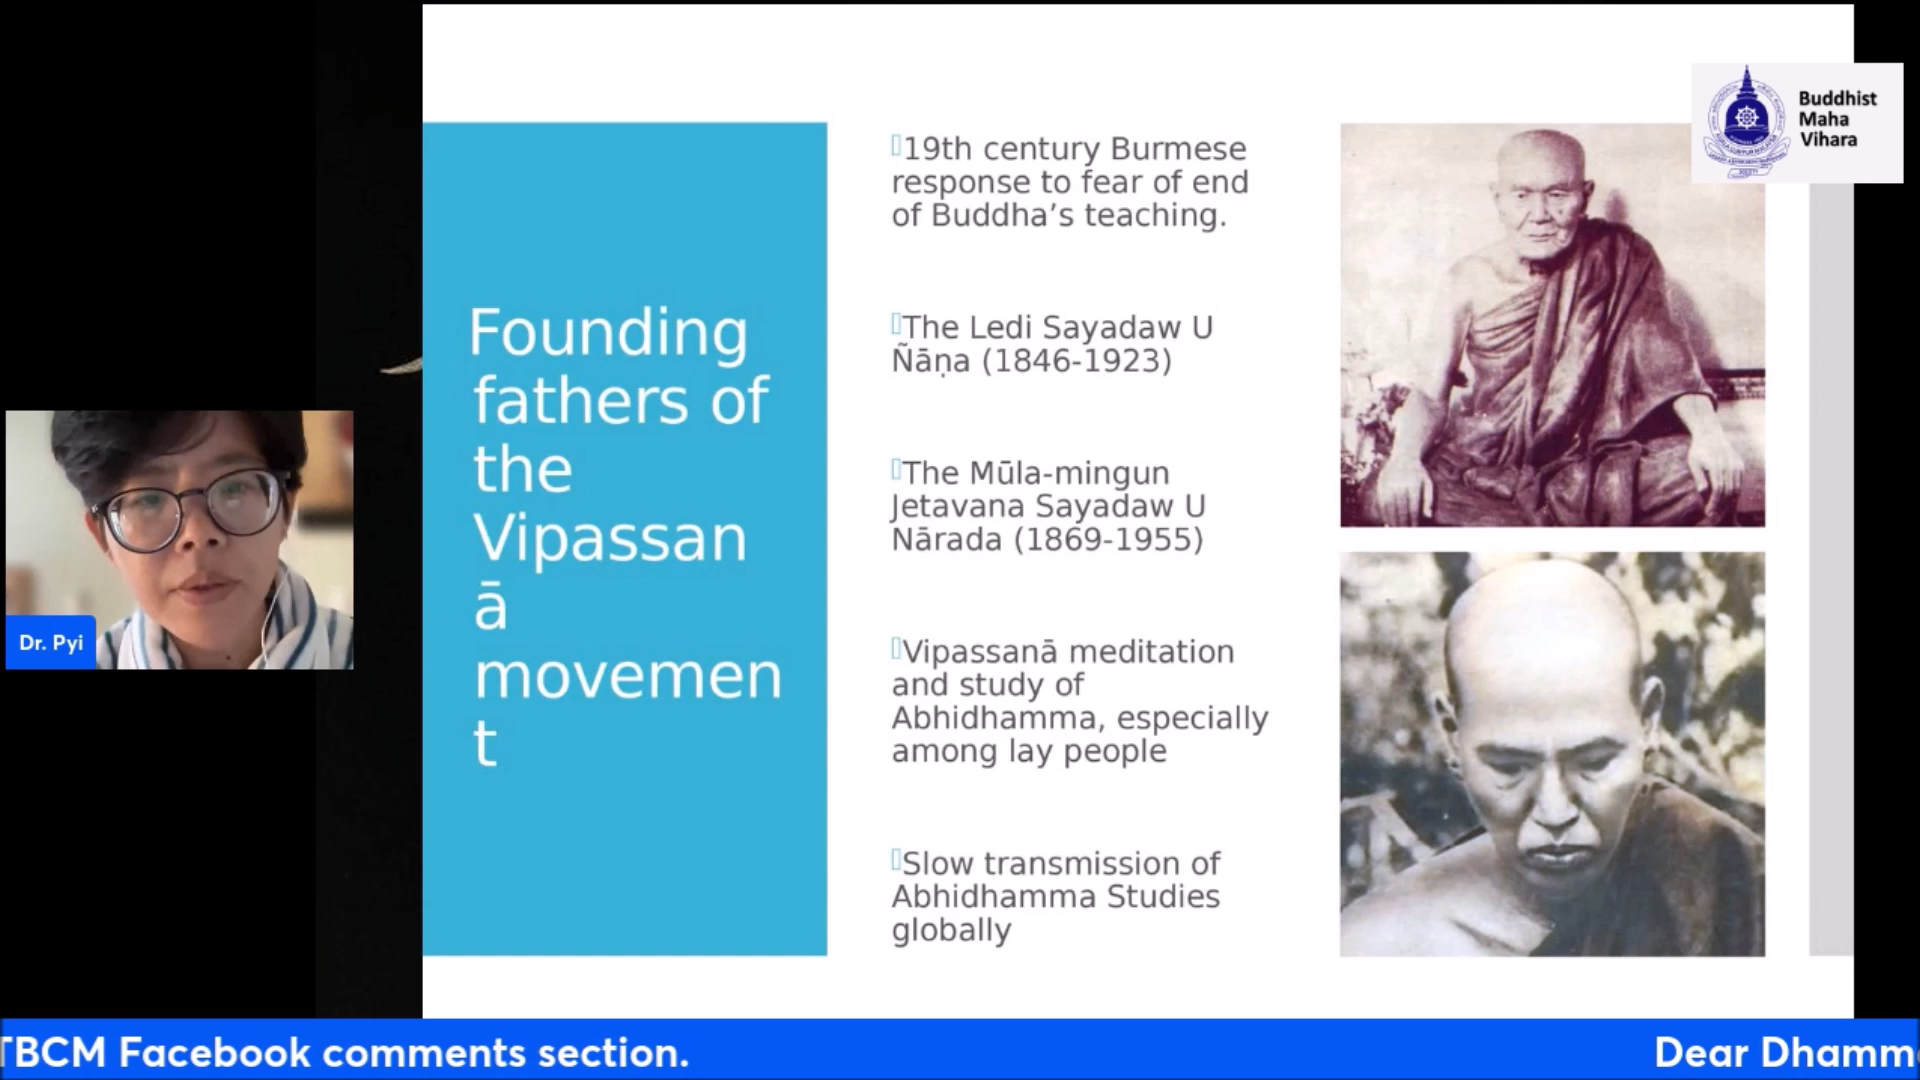 Founding
fathers of
the
Vipassan
ā
movemen
t
19th century Burmese
response to fear of end
of Buddha’s teaching.
The Ledi Sayadaw U
Ñāṇa (1846-1923)
The Mūla-mingun
Jetavana Sayadaw U
Nārada (1869-1955)
Vipassanā meditation
and study of
Abhidhamma, especially
among lay people
Slow transmission of
Abhidhamma Studies
globally
Buddhist
Maha
Vihara
Dr. Pyi
TBCM Facebook comments section.
Dear Dhamm